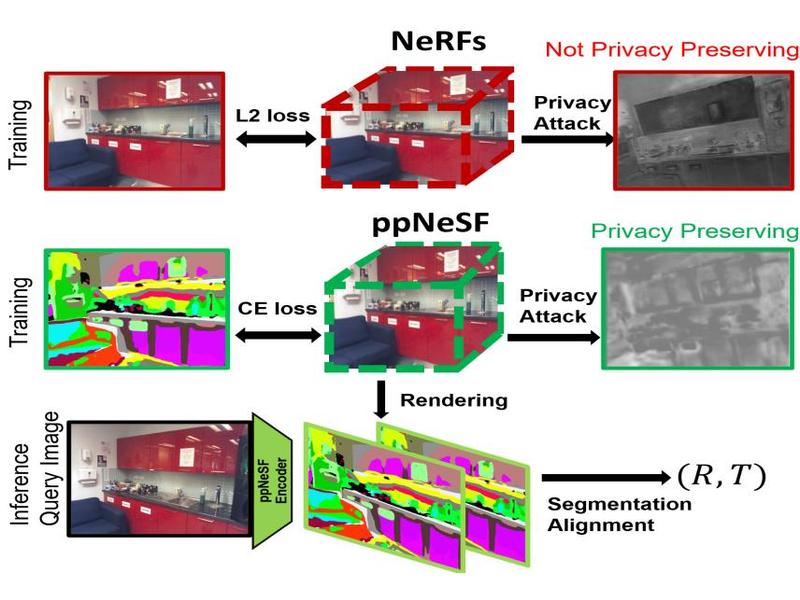 NeRFs
Not Privacy Preserving
Training
L2 loss
Privacy
Attack
ppNeSF
Privacy Preserving
Training
CE loss
Privacy
Attack
Rendering
Inference
Query Image
ppNeSF
Encoder
(R, T)
Segmentation
Alignment